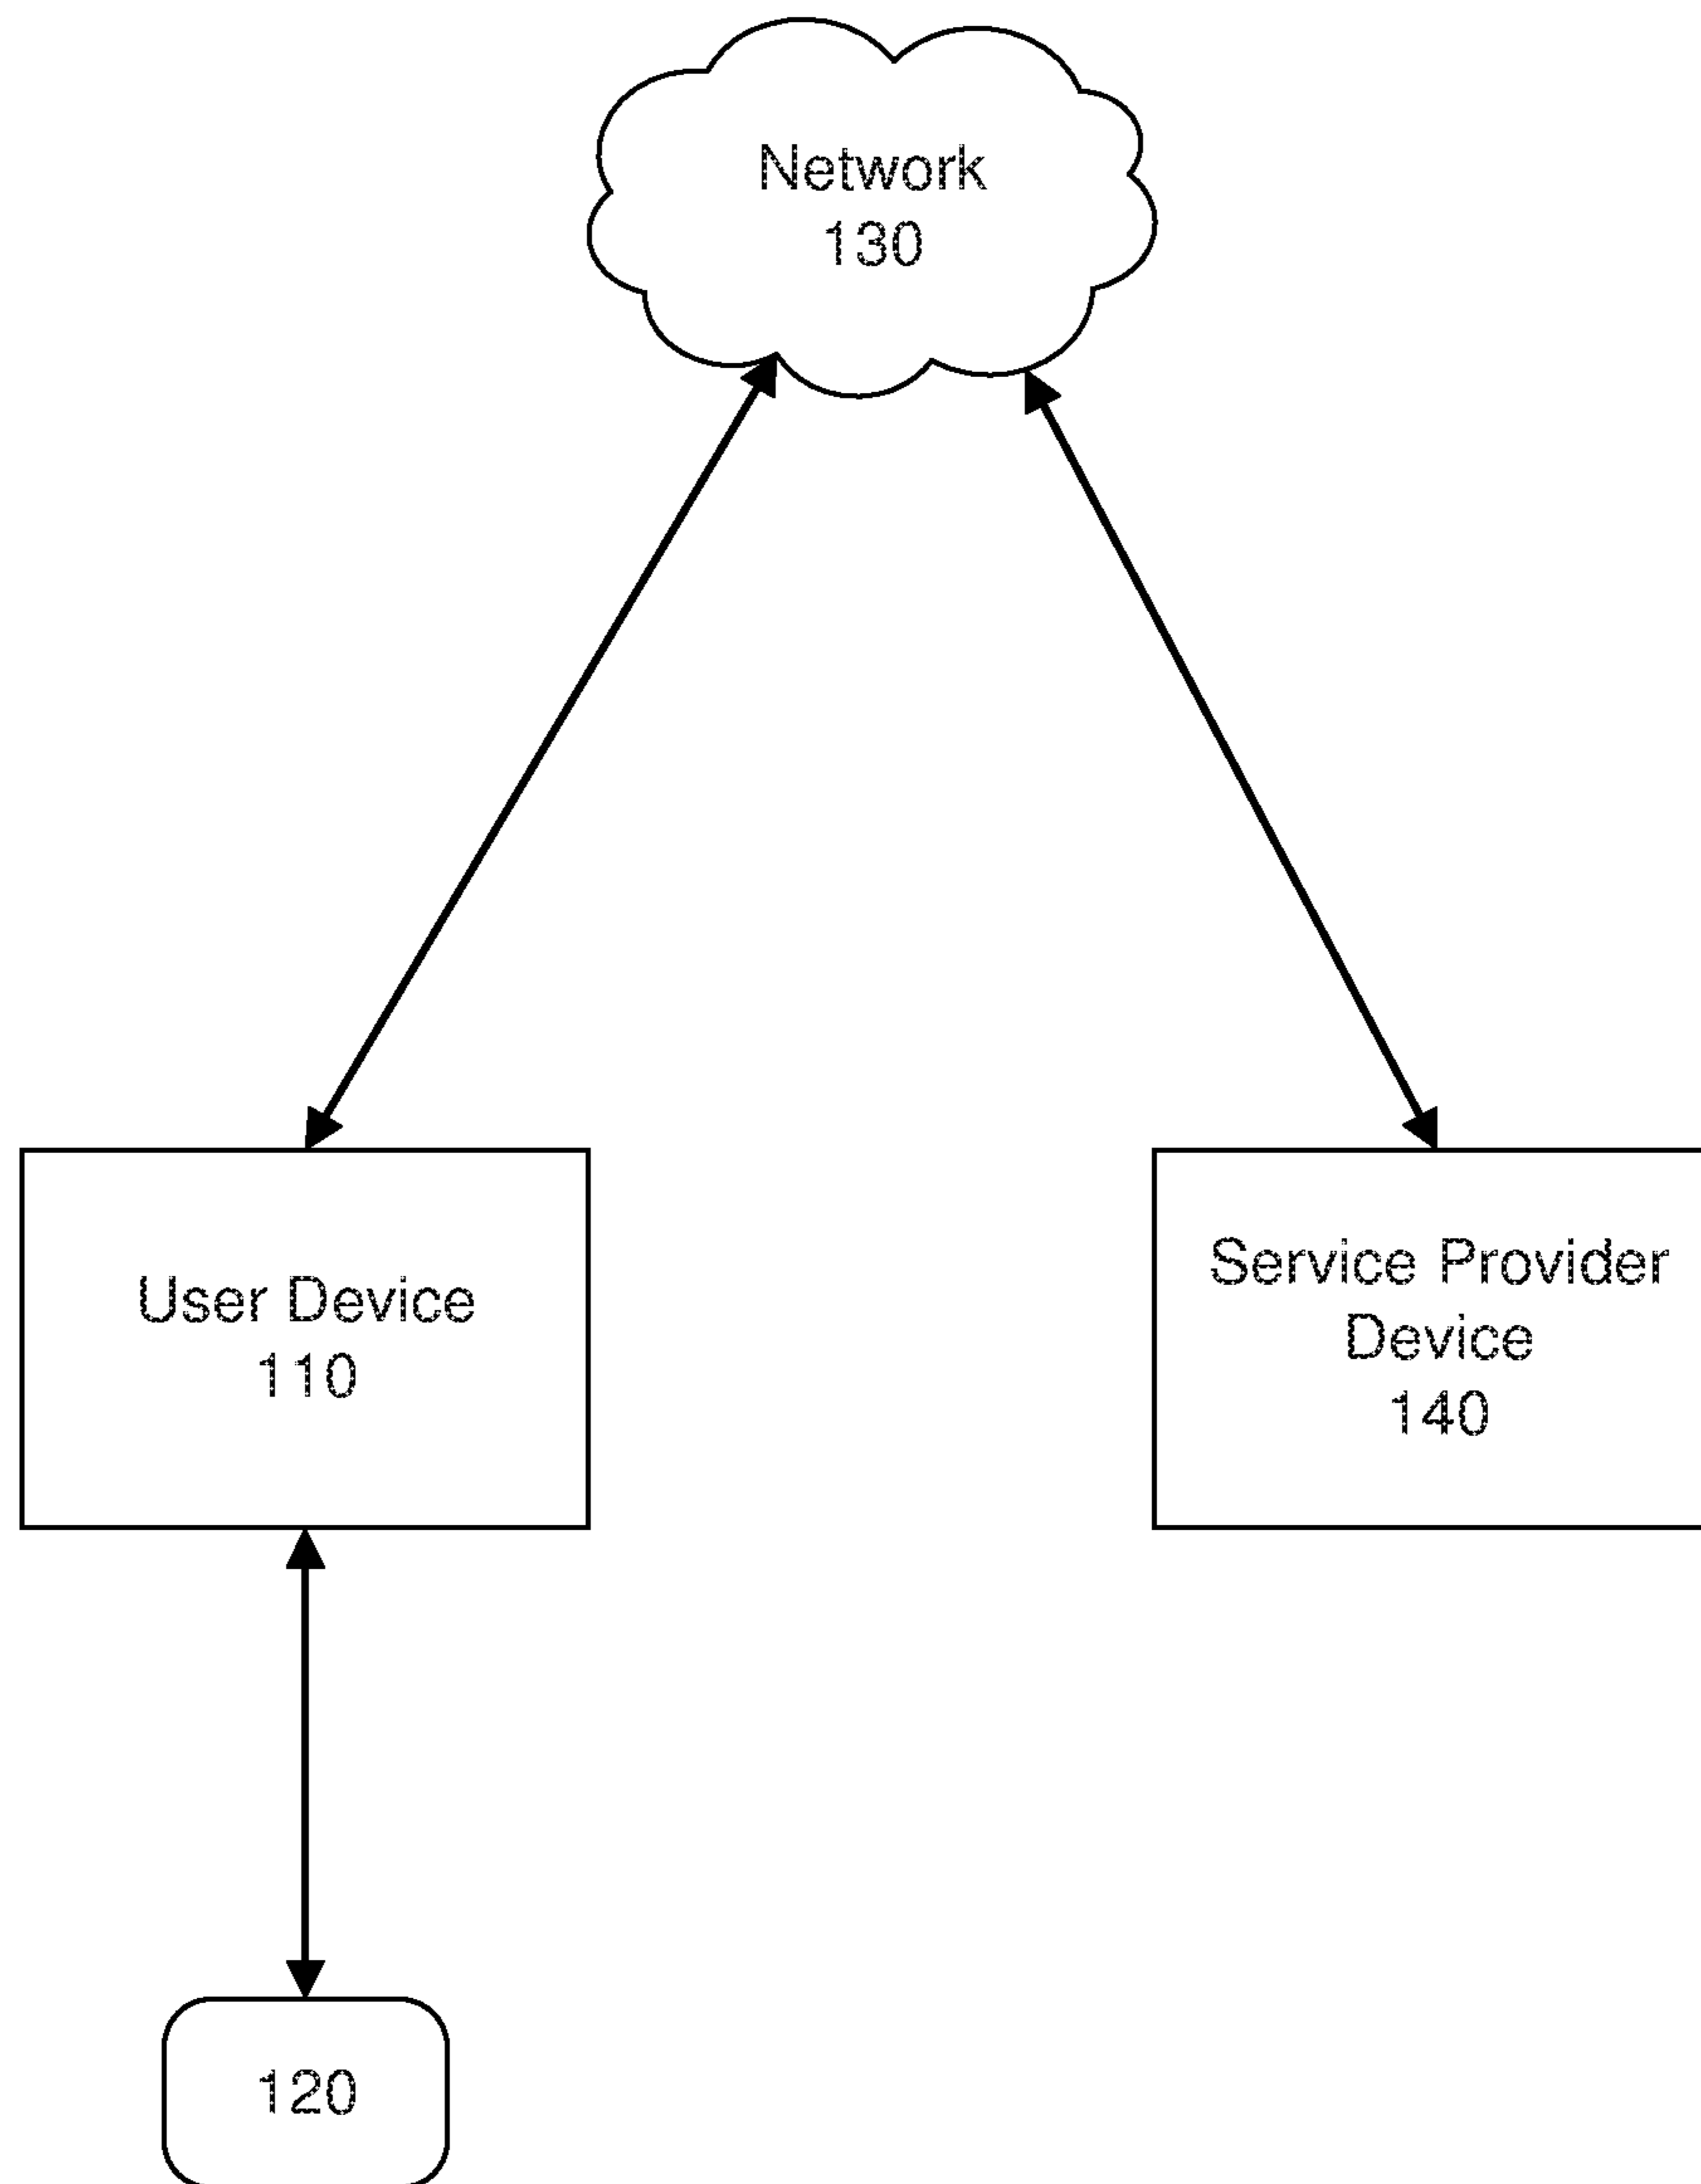 Network
130
User Device
110
Service Provider
Device
140
120